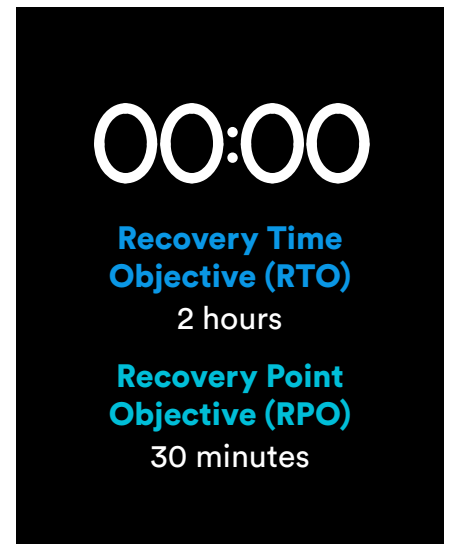 00:00
Recovery Time
Objective (RTO)
2 hours
Recovery Point
Objective (RPO)
30 minutes